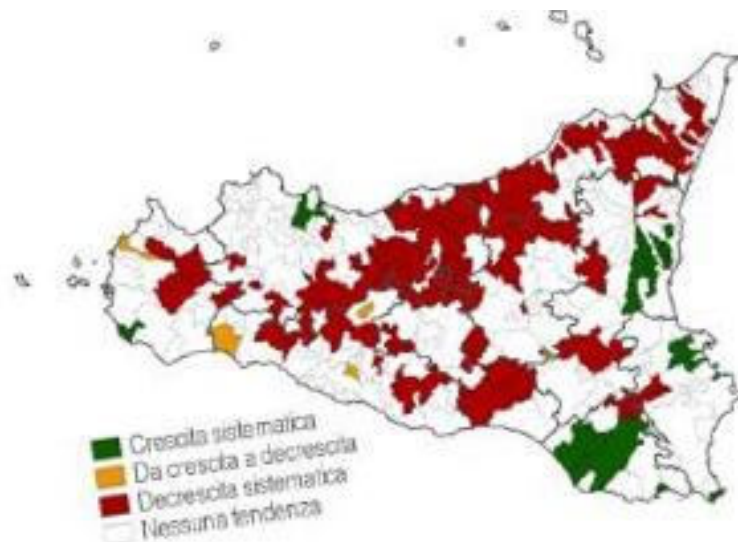 Crescita sistematica
Da crescita a decrescita
Decrescita sistematica
Nessuna tendenza